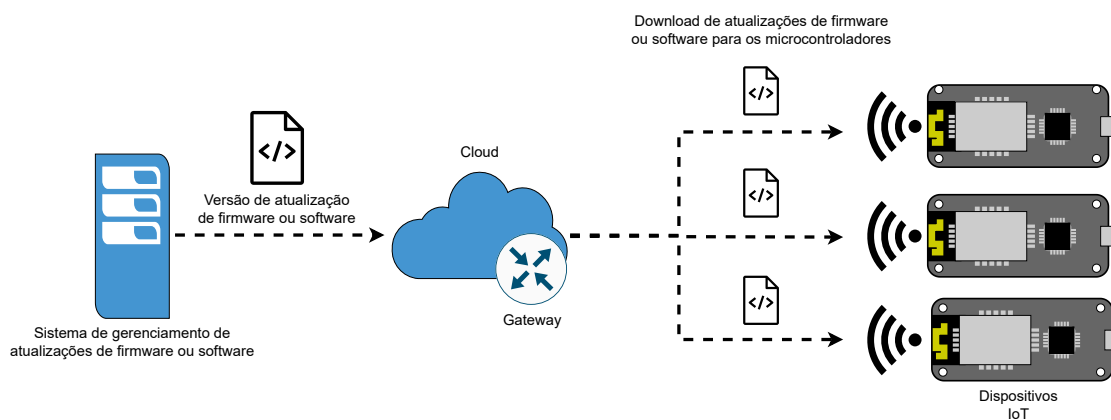 Download de atualizações de firmware
ou software para os microcontroladores
</>
</>
Cloud
Versão de atualização
de firmware ou software
</>
</>
Gateway
Sistema de gerenciamento de
atualizações de firmware ou software
Dispositivos
IoT